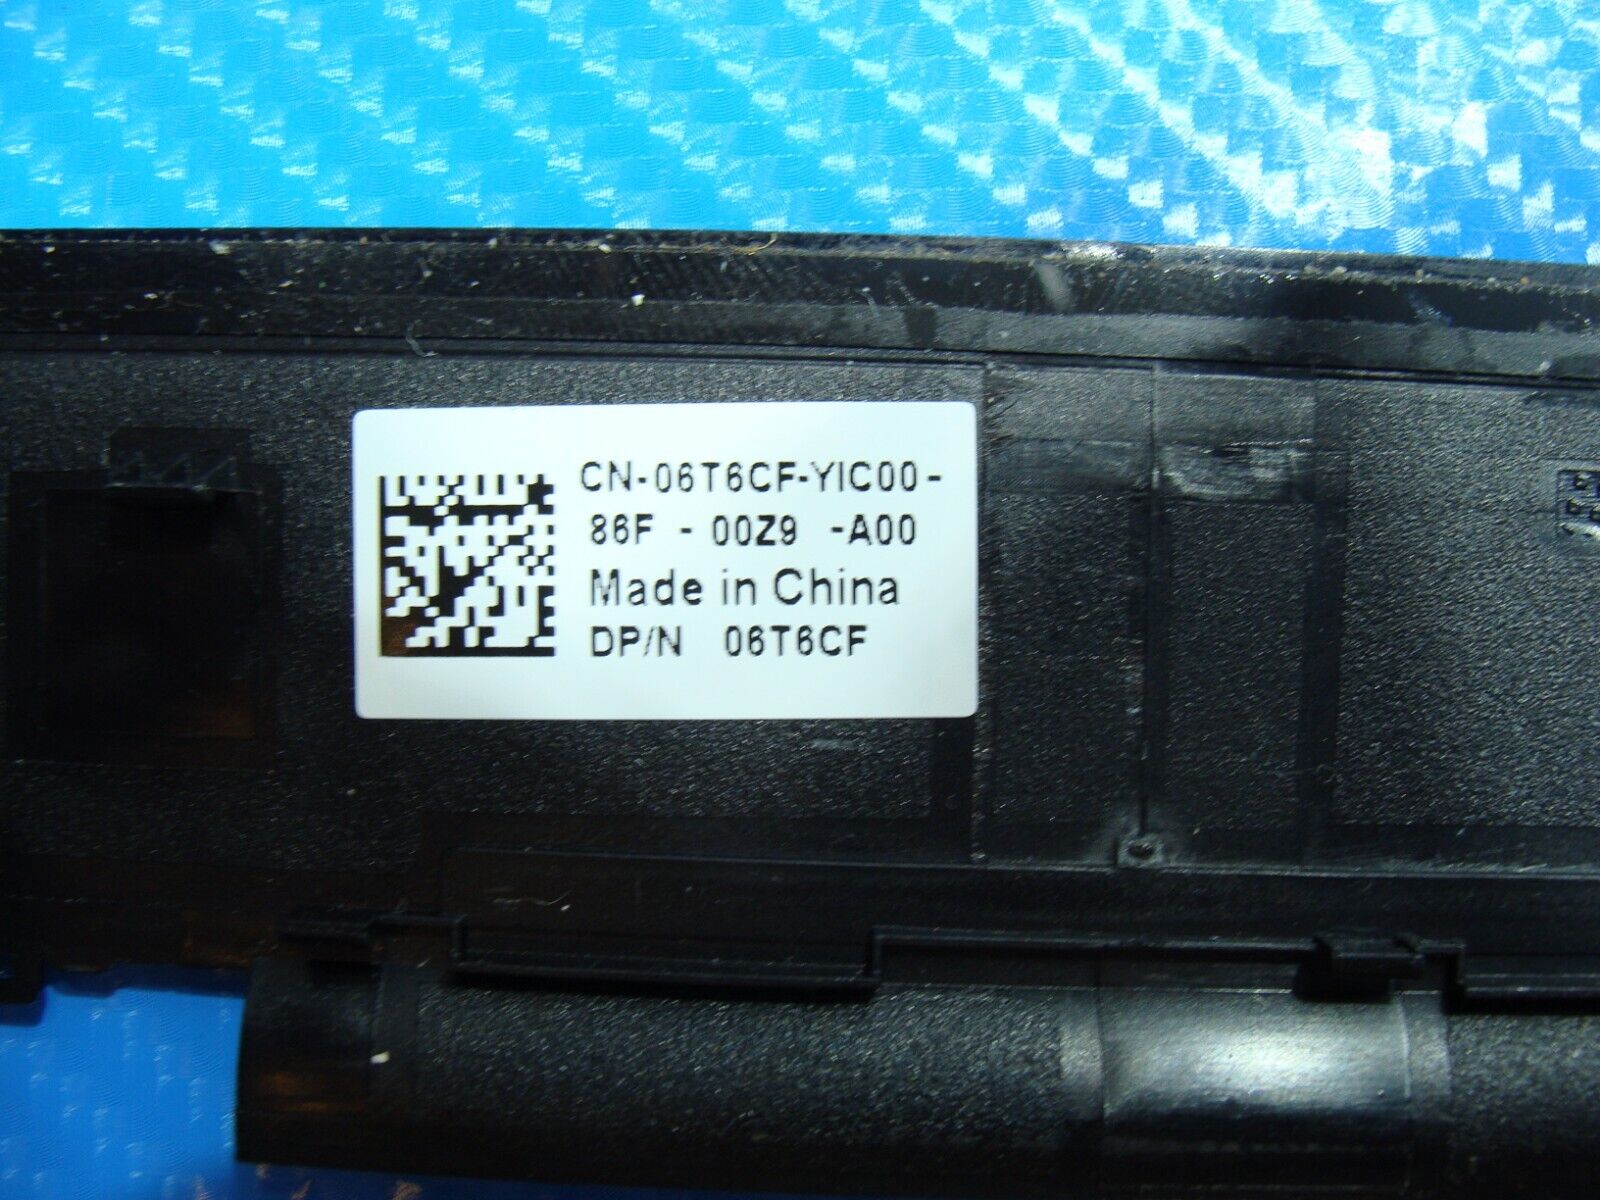 CN-06T6CF-YIC00-
86F - 00Z9 -A00
Made in China
DP/N 06T6CF